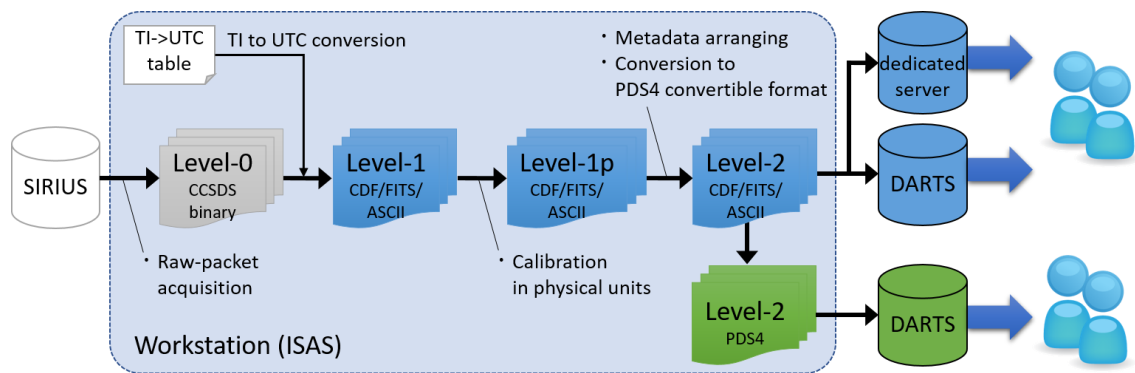 TI->UTC
table
TI to UTC conversion
・ Metadata arranging
・ Conversion to
PDS4 convertible format
dedicated
server
SIRIUS
Level-0
CCSDS
binary
Level-1
CDF/FITS/
ASCII
Level-1p
CDF/FITS/
ASCII
Level-2
CDF/FITS/
ASCII
DARTS
・ Raw-packet
acquisition
・ Calibration
in physical units
Level-2
PDS4
DARTS
Workstation (ISAS)